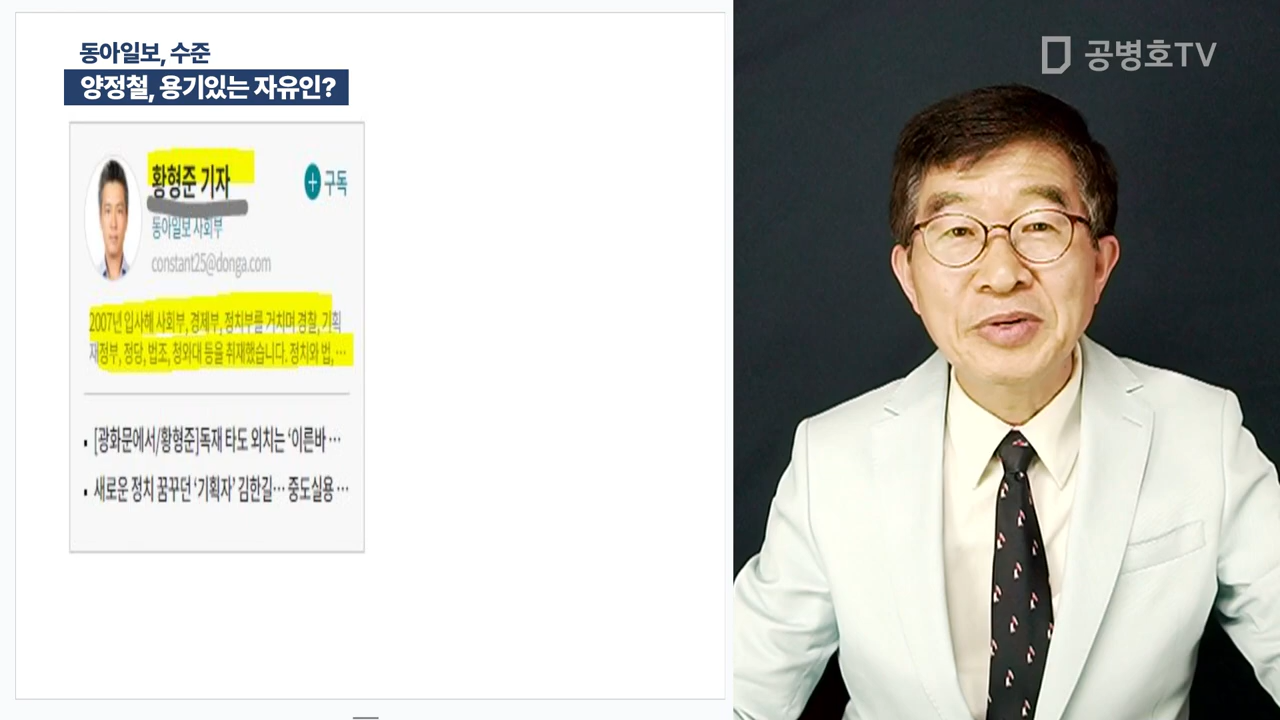 동아일보, 수준
양정철, 용기있는 자유인?
공병호TV
황형준 기자
구독
동아일보 사회부
constant25@donga.com
2007년 입사해 사회부, 경제부, 정치부를 거치며 경찰, 기획
재정부, 정당, 법조, 청와대 등을 취재했습니다. 정치와 법, …
[광화문에서/황형준]독재 타도 외치는 ‘이른바 …
새로운 정치 꿈꾸던 ‘기획자’ 김한길… 중도실용 …